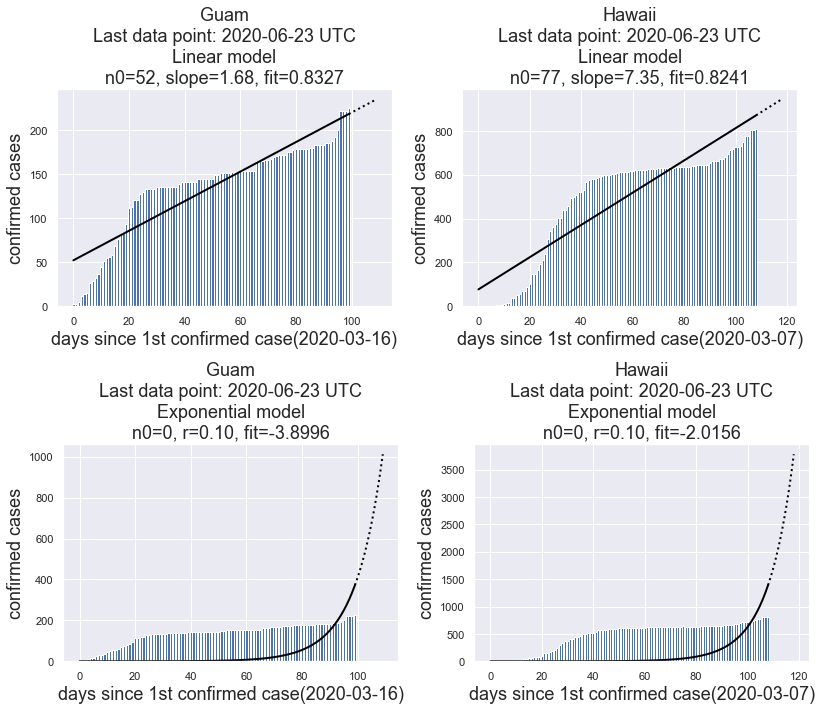 Guam
Last data point: 2020-06-23 UTC
Linear model
n0=52, slope=1.68, fit=0.8327
confirmed cases
200
150
100
50
0
0 20 40 60 80 100
days since 1st confirmed case(2020-03-16)
Hawaii
Last data point: 2020-06-23 UTC
Linear model
n0=77, slope=7.35, fit=0.8241
confirmed cases
800
600
400
200
0
0 20 40 60 80 100 120
days since 1st confirmed case(2020-03-07)
Guam
Last data point: 2020-06-23 UTC
Exponential model
n0=0, r=0.10, fit=-3.8996
confirmed cases
1000
800
600
400
200
0
0 20 40 60 80 100
days since 1st confirmed case(2020-03-16)
Hawaii
Last data point: 2020-06-23 UTC
Exponential model
n0=0, r=0.10, fit=-2.0156
confirmed cases
3500
3000
2500
2000
1500
1000
500
0
0 20 40 60 80 100 120
days since 1st confirmed case(2020-03-07)